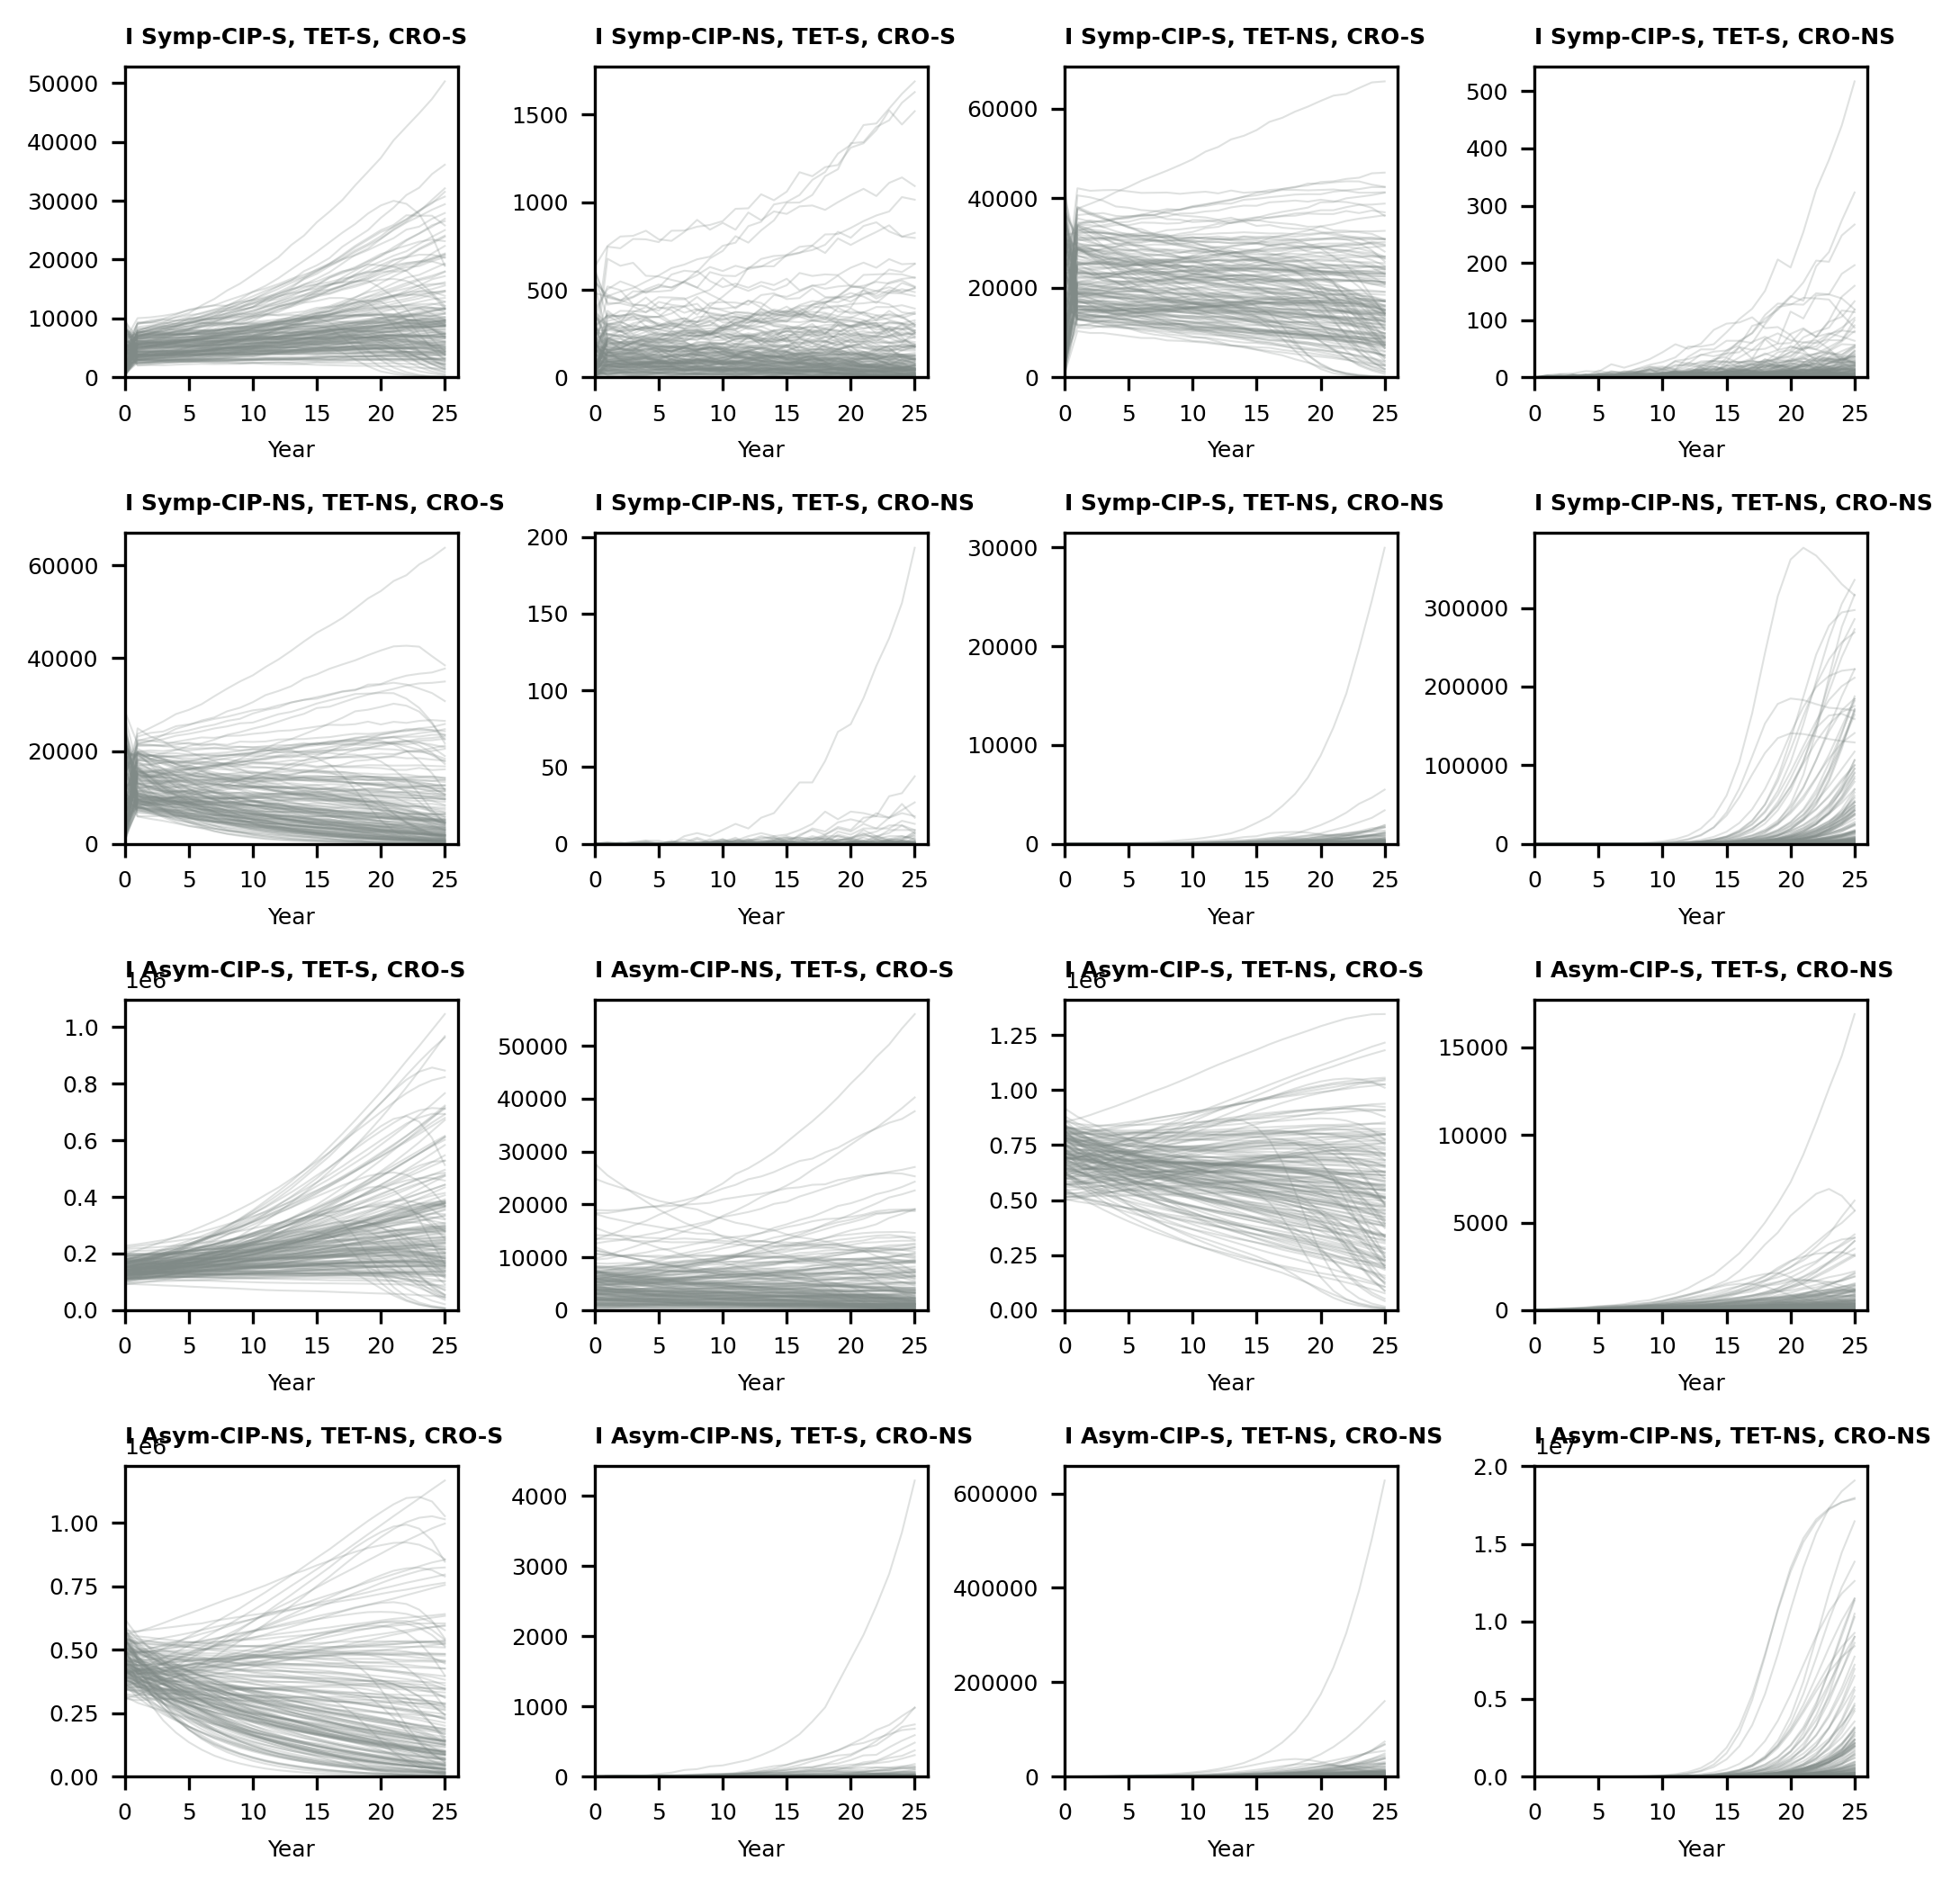 I Symp-CIP-S, TET-S, CRO-S
50000
40000
30000
20000
10000
0
0 5 10 15 20 25
Year
I Symp-CIP-NS, TET-S, CRO-S
1500
1000
500
0
0 5 10 15 20 25
Year
I Symp-CIP-S, TET-NS, CRO-S
60000
40000
20000
0
0 5 10 15 20 25
Year
I Symp-CIP-S, TET-S, CRO-NS
500
400
300
200
100
0
0 5 10 15 20 25
Year
I Symp-CIP-NS, TET-NS, CRO-S
60000
40000
20000
0
0 5 10 15 20 25
Year
I Symp-CIP-NS, TET-S, CRO-NS
200
150
100
50
0
0 5 10 15 20 25
Year
I Symp-CIP-S, TET-NS, CRO-NS
30000
20000
10000
0
0 5 10 15 20 25
Year
I Symp-CIP-NS, TET-NS, CRO-NS
300000
200000
100000
0
0 5 10 15 20 25
Year
I Asym-CIP-S, TET-S, CRO-S
1e6
1.0
0.8
0.6
0.4
0.2
0.0
0 5 10 15 20 25
Year
I Asym-CIP-NS, TET-S, CRO-S
50000
40000
30000
20000
10000
0
0 5 10 15 20 25
Year
I Asym-CIP-S, TET-NS, CRO-S
1e6
1.25
1.00
0.75
0.50
0.25
0.00
0 5 10 15 20 25
Year
I Asym-CIP-S, TET-S, CRO-NS
15000
10000
5000
0
0 5 10 15 20 25
Year
I Asym-CIP-NS, TET-NS, CRO-S
1e6
1.00
0.75
0.50
0.25
0.00
0 5 10 15 20 25
Year
I Asym-CIP-NS, TET-S, CRO-NS
4000
3000
2000
1000
0
0 5 10 15 20 25
Year
I Asym-CIP-S, TET-NS, CRO-NS
600000
400000
200000
0
0 5 10 15 20 25
Year
I Asym-CIP-NS, TET-NS, CRO-NS
1e7
2.0
1.5
1.0
0.5
0.0
0 5 10 15 20 25
Year